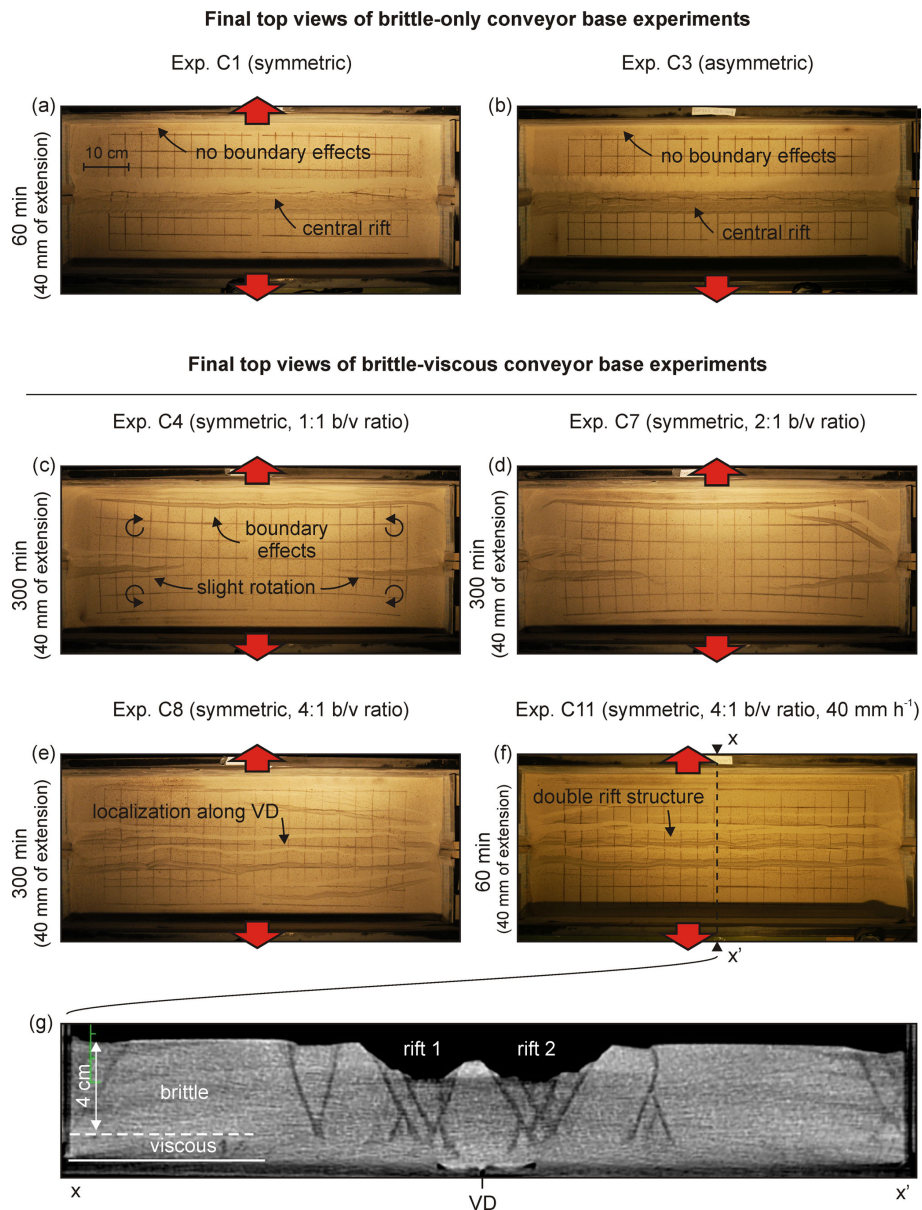 Final top views of brittle-only conveyor base experiments
Exp. C1 (symmetric)
Exp. C3 (asymmetric)
(a)
(b)
60 min
(40 mm of extension)
10 cm
no boundary effects
central rift
no boundary effects
central rift
Final top views of brittle-viscous conveyor base experiments
Exp. C4 (symmetric, 1:1 b/v ratio)
Exp. C7 (symmetric, 2:1 b/v ratio)
(c)
(d)
300 min
(40 mm of extension)
boundary
effects
slight rotation
300 min
(40 mm of extension)
Exp. C8 (symmetric, 4:1 b/v ratio)
Exp. C11 (symmetric, 4:1 b/v ratio, 40 mm h⁻¹)
(e)
(f)
x
300 min
(40 mm of extension)
localization along VD
60 min
(40 mm of extension)
double rift structure
x'
(g)
rift 1
rift 2
4 cm
brittle
viscous
x
VD
x'